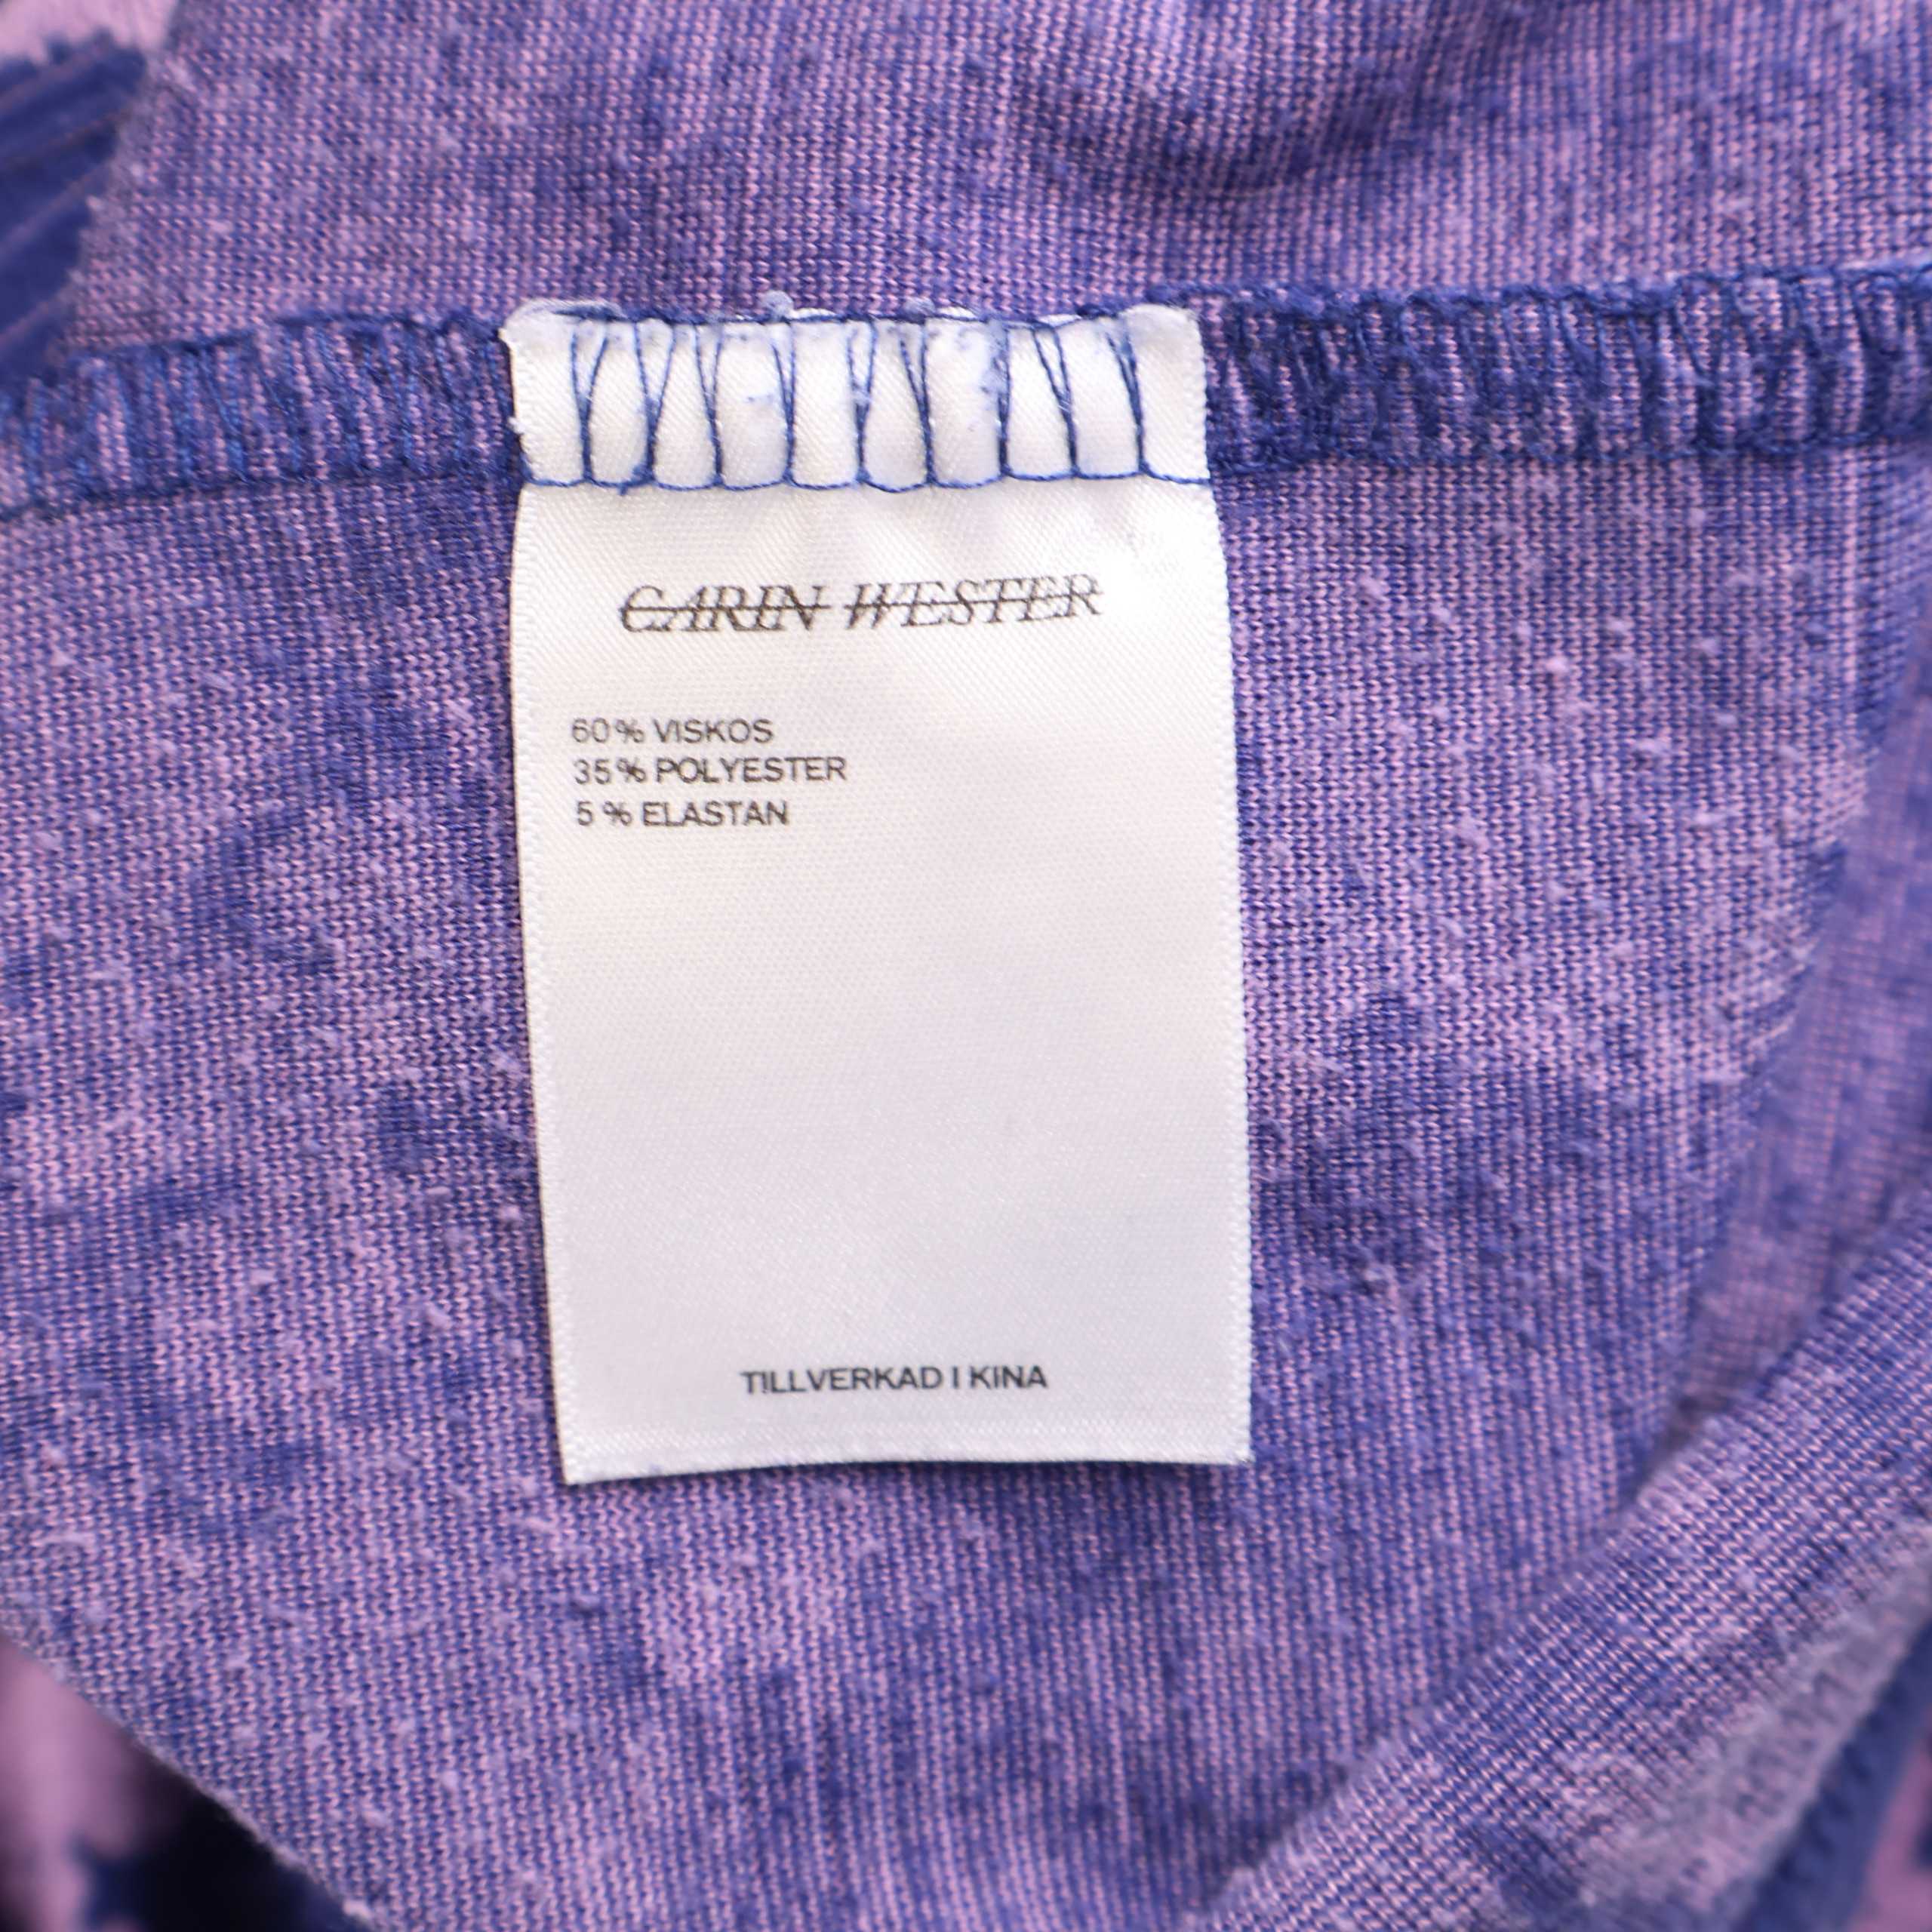 CARIN WESTER
60% VISKOS
35% POLYESTER
5% ELASTAN
TILLVERKAD I KINA